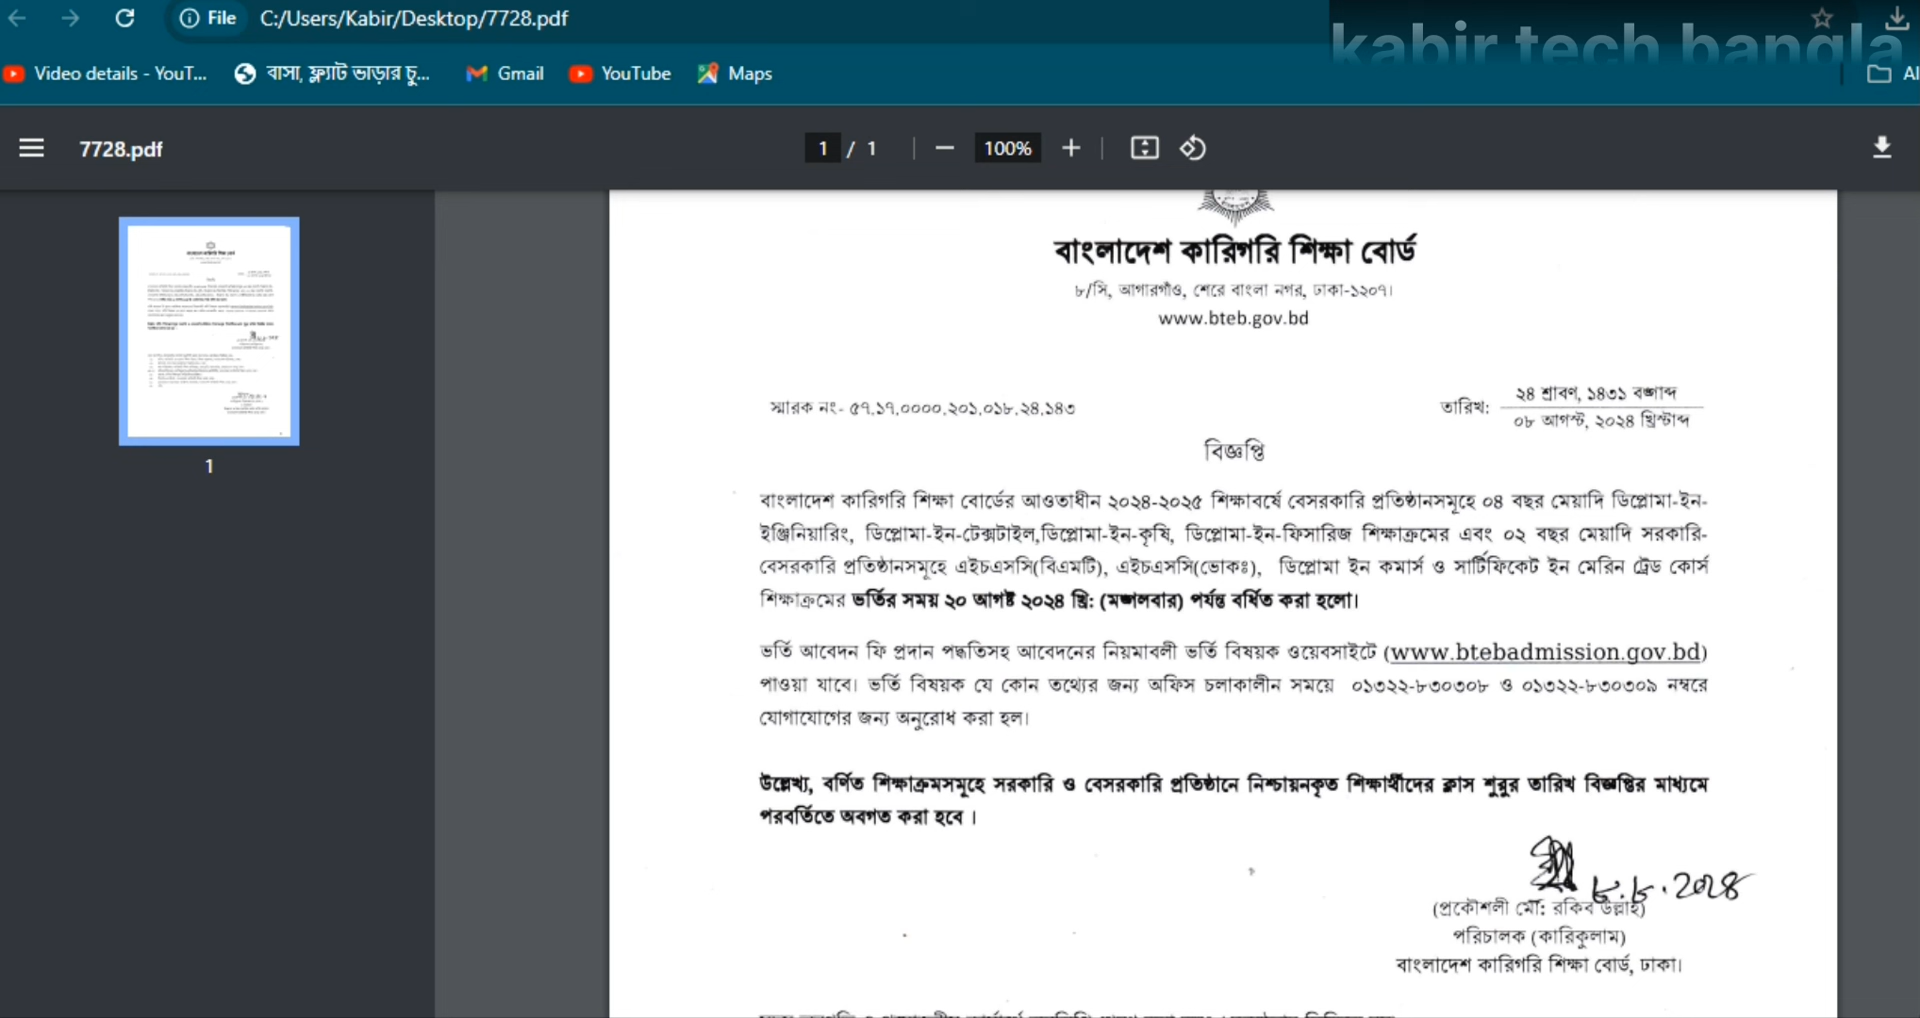 File C:/Users/Kabir/Desktop/7728.pdf
kabir tech bangla
Video details - YouT... বাসা, ফ্ল্যাট ভাড়ার চু... Gmail YouTube Maps Al
7728.pdf 1 / 1 100%
1
বাংলাদেশ কারিগরি শিক্ষা বোর্ড
৮/সি, আগারগাঁও, শেরে বাংলা নগর, ঢাকা-১২০৭।
www.bteb.gov.bd
স্মারক নং- ৫৭.১৭.০০০০.২০১.০১৮.২৪.১৪৩
তারিখ: ২৪ শ্রাবণ, ১৪৩১ বঙ্গাব্দ
০৮ আগস্ট, ২০২৪ খ্রিস্টাব্দ
বিজ্ঞপ্তি
বাংলাদেশ কারিগরি শিক্ষা বোর্ডের আওতাধীন ২০২৪-২০২৫ শিক্ষাবর্ষে বেসরকারি প্রতিষ্ঠানসমূহে ০৪ বছর মেয়াদি ডিপ্লোমা-ইন-
ইঞ্জিনিয়ারিং, ডিপ্লোমা-ইন-টেক্সটাইল,ডিপ্লোমা-ইন-কৃষি, ডিপ্লোমা-ইন-ফিসারিজ শিক্ষাক্রমের এবং ০২ বছর মেয়াদি সরকারি-
বেসরকারি প্রতিষ্ঠানসমূহে এইচএসসি(বিএমটি), এইচএসসি(ভোকঃ), ডিপ্লোমা ইন কমার্স ও সার্টিফিকেট ইন মেরিন ট্রেড কোর্স
শিক্ষাক্রমের ভর্তির সময় ২০ আগষ্ট ২০২৪ খ্রি: (মঙ্গলবার) পর্যন্ত বর্ধিত করা হলো।
ভর্তি আবেদন ফি প্রদান পদ্ধতিসহ আবেদনের নিয়মাবলী ভর্তি বিষয়ক ওয়েবসাইটে (www.btebadmission.gov.bd)
পাওয়া যাবে। ভর্তি বিষয়ক যে কোন তথ্যের জন্য অফিস চলাকালীন সময়ে ০১৩২২-৮৩০৩০৮ ও ০১৩২২-৮৩০৩০৯ নম্বরে
যোগাযোগের জন্য অনুরোধ করা হল।
উল্লেখ্য, বর্ণিত শিক্ষাক্রমসমূহে সরকারি ও বেসরকারি প্রতিষ্ঠানে নিশ্চায়নকৃত শিক্ষার্থীদের ক্লাস শুরুর তারিখ বিজ্ঞপ্তির মাধ্যমে
পরবর্তিতে অবগত করা হবে ।
৮.৮.২০২৪
(প্রকৌশলী মো: রকিব উল্লাহ)
পরিচালক (কারিকুলাম)
বাংলাদেশ কারিগরি শিক্ষা বোর্ড, ঢাকা।